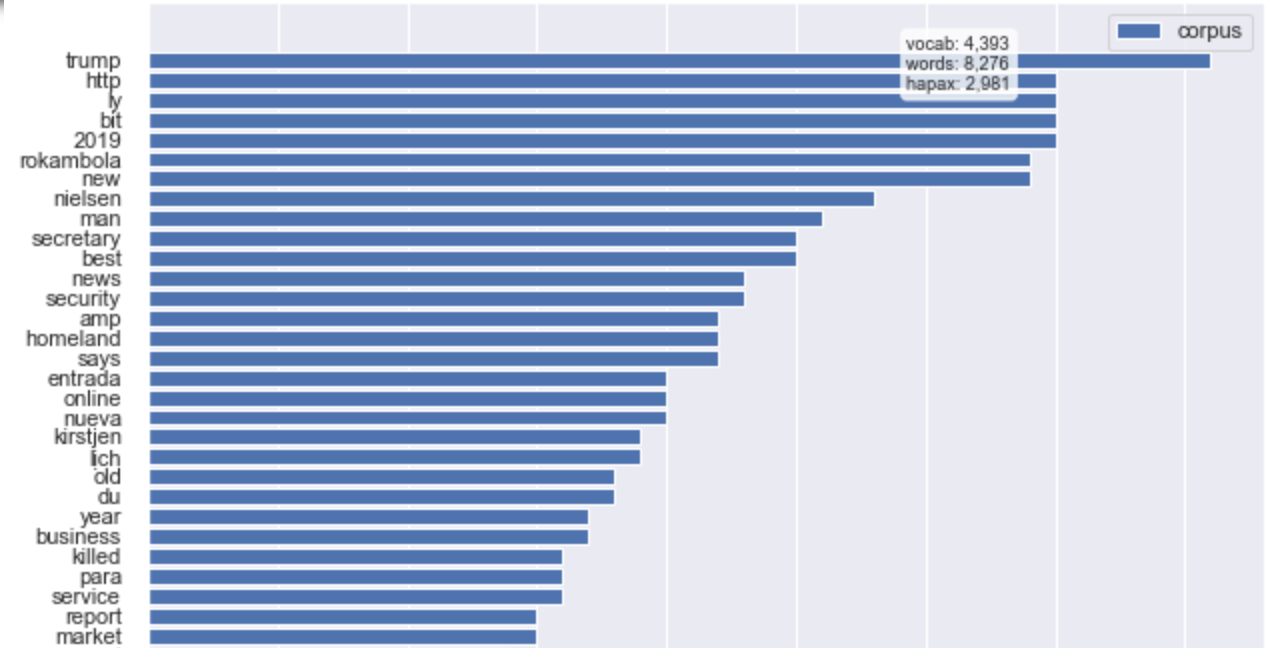 corpus
vocab: 4,393
words: 8,276
hapax: 2,981
trump
http
ly
bit
2019
rokambola
new
nielsen
man
secretary
best
news
security
amp
homeland
says
entrada
online
nueva
kirstjen
lich
old
du
year
business
killed
para
service
report
market